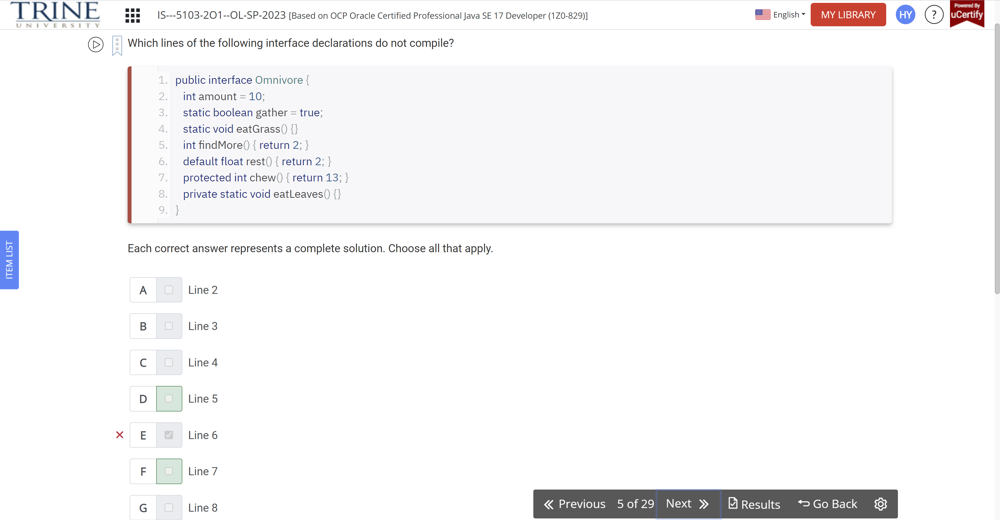 TRINE
UNIVERSITY
IS---5103-2O1--OL-SP-2023 [Based on OCP Oracle Certified Professional Java SE 17 Developer (1Z0-829)]
English
MY LIBRARY
HY
?
Powered By
uCertify
Which lines of the following interface declarations do not compile?
1. public interface Omnivore {
2. int amount = 10;
3. static boolean gather = true;
4. static void eatGrass() {}
5. int findMore() { return 2; }
6. default float rest() { return 2; }
7. protected int chew() { return 13; }
8. private static void eatLeaves() {}
9. }
ITEM LIST
Each correct answer represents a complete solution. Choose all that apply.
A Line 2
B Line 3
C Line 4
D Line 5
E Line 6
F Line 7
G Line 8
Previous 5 of 29 Next Results Go Back